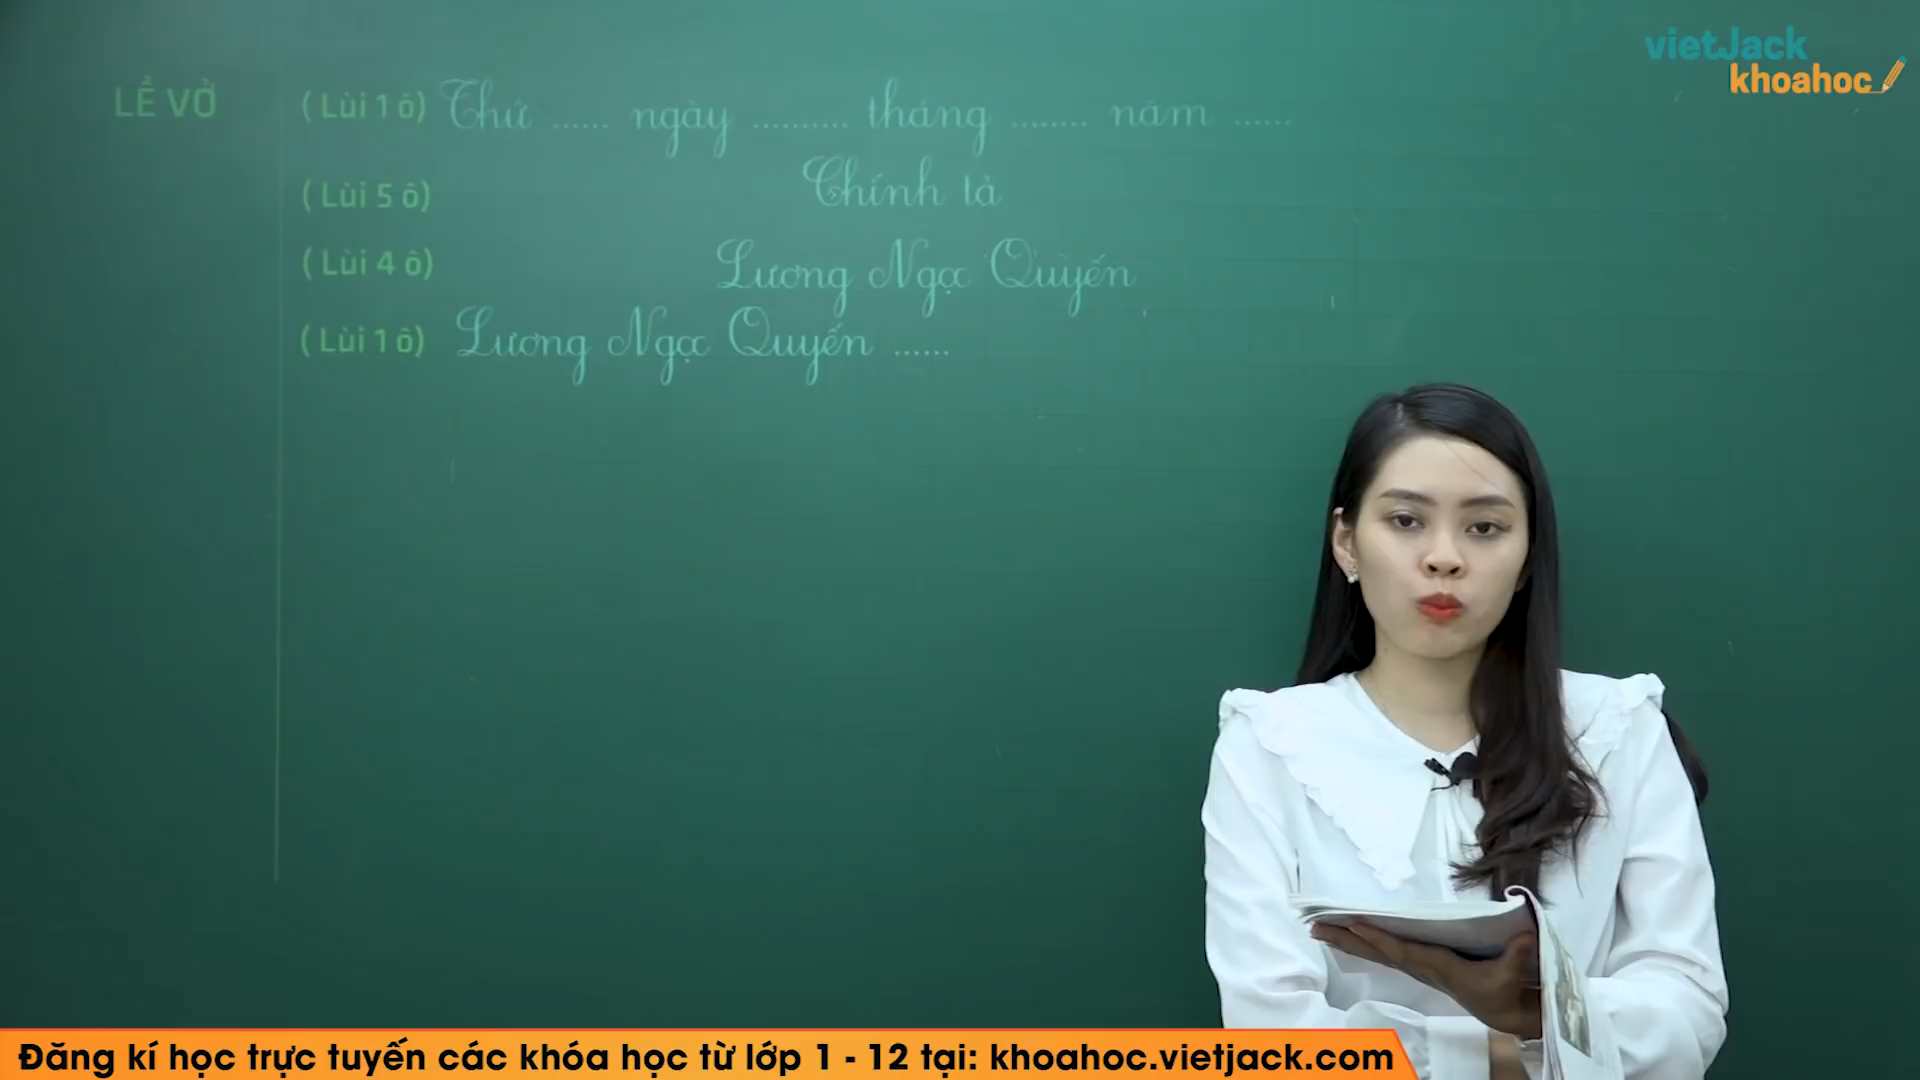 vietJack
khoahoc
LỀ VỞ
( Lùi 1 ô) Thứ ...... ngày .......... tháng ........ năm ......
( Lùi 5 ô) Chính tả
( Lùi 4 ô) Lương Ngọc Quyến
( Lùi 1 ô) Lương Ngọc Quyến ......
Đăng kí học trực tuyến các khóa học từ lớp 1 - 12 tại: khoahoc.vietjack.com